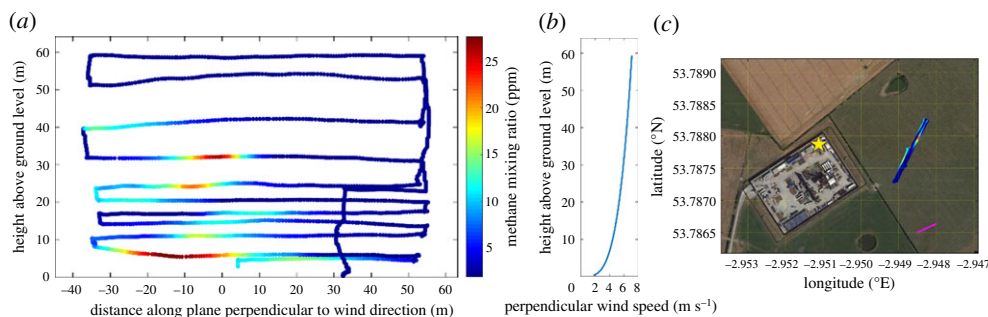 (a)
60
50
40
30
20
10
0
height above ground level (m)
–40 –30 –20 –10 0 10 20 30 40 50 60
distance along plane perpendicular to wind direction (m)
25
20
15
10
5
methane mixing ratio (ppm)
(b)
60
50
40
30
20
10
0
height above ground level (m)
0 2 4 6 8
perpendicular wind speed (m s⁻¹)
(c)
53.7890
53.7885
53.7880
53.7875
53.7870
53.7865
latitude (°N)
–2.953 –2.952 –2.951 –2.950 –2.949 –2.948 –2.947
longitude (°E)